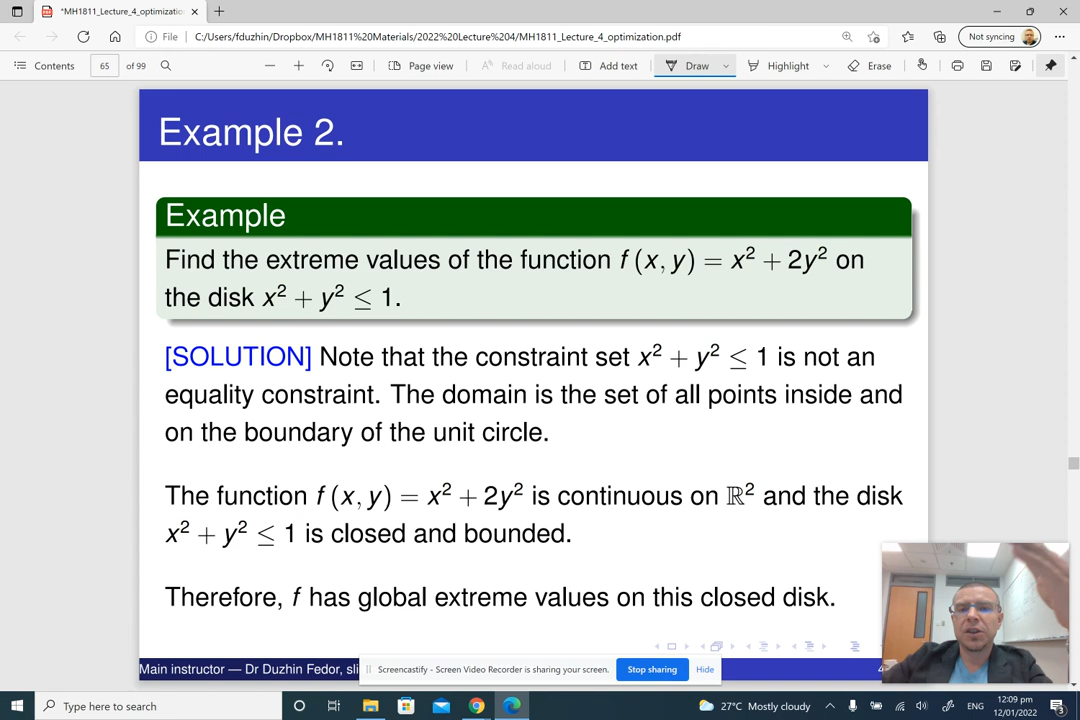 *MH1811_Lecture_4_optimizatio
File
C:/Users/fduzhin/Dropbox/MH1811%20Materials/2022%20Lecture%204/MH1811_Lecture_4_optimization.pdf
Not syncing
Contents
65
of 99
Page view
Read aloud
Add text
Draw
Highlight
Erase
Example 2.
Example
Find the extreme values of the function f (x, y) = x² + 2y² on
the disk x² + y² ≤ 1.
[SOLUTION] Note that the constraint set x² + y² ≤ 1 is not an
equality constraint. The domain is the set of all points inside and
on the boundary of the unit circle.
The function f (x, y) = x² + 2y² is continuous on ℝ² and the disk
x² + y² ≤ 1 is closed and bounded.
Therefore, f has global extreme values on this closed disk.
Main instructor — Dr Duzhin Fedor, sli
Screencastify - Screen Video Recorder is sharing your screen.
Stop sharing
Hide
Type here to search
27°C Mostly cloudy
ENG
12:09 pm
12/01/2022
3